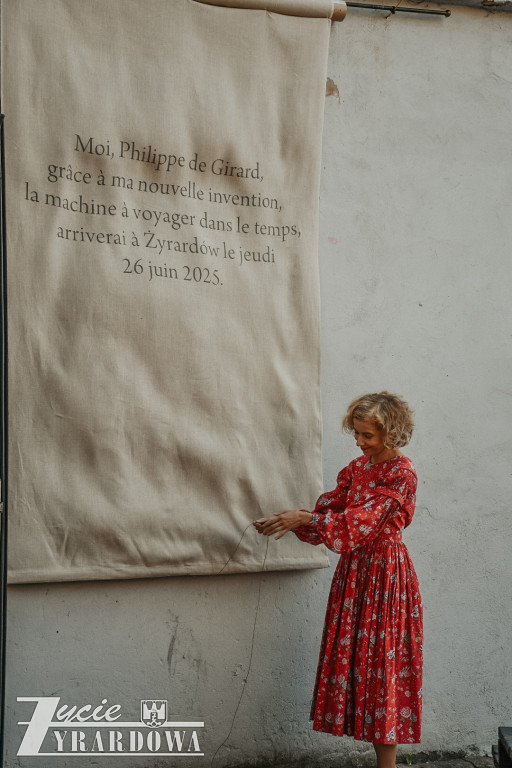 Moi, Philippe de Girard,
grâce à ma nouvelle invention,
la machine à voyager dans le temps,
arriverai à Żyrardów le jeudi
26 juin 2025.
Życie
ŻYRARDOWA